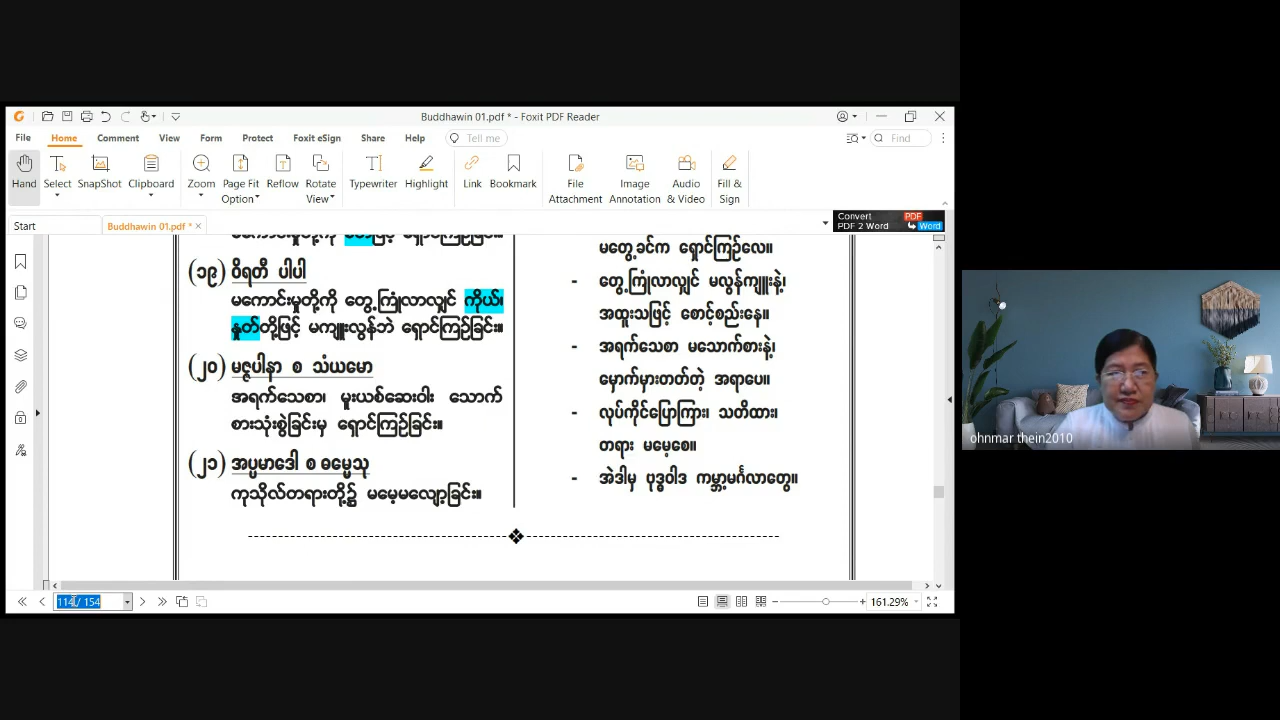 Buddhawin 01.pdf * - Foxit PDF Reader
File Home Comment View Form Protect Foxit eSign Share Help Tell me Find
Hand Select SnapShot Clipboard Zoom Page Fit Option Reflow Rotate View Typewriter Highlight Link Bookmark File Attachment Image Annotation Audio & Video Fill & Sign
Start Buddhawin 01.pdf * ×
Convert PDF
PDF 2 Word Word
(၁၉) ဝိရတီ ပါပါ
မကောင်းမှုတို့ကို တွေ့ကြုံလာလျှင် ကိုယ်၊
နှုတ်တို့ဖြင့် မကျူးလွန်ဘဲ ရှောင်ကြဉ်ခြင်း။
(၂၀) မဇ္ဇပါနာ စ သံယမော
အရက်သေစာ၊ မူးယစ်ဆေးဝါး သောက်
စားသုံးစွဲခြင်းမှ ရှောင်ကြဉ်ခြင်း။
(၂၁) အပ္ပမာဒေါ စ ဓမ္မေသု
ကုသိုလ်တရားတို့၌ မမေ့မလျော့ခြင်း။
မတွေ့ခင်က ရှောင်ကြဉ်လေ။
- တွေ့ကြုံလာလျှင် မလွန်ကျူးနဲ့၊
အထူးသဖြင့် စောင့်စည်းနေ။
- အရက်သေစာ မသောက်စားနဲ့၊
မှောက်မှားတတ်တဲ့ အရာပေ။
- လုပ်ကိုင်ပြောကြား၊ သတိထား၊
တရား မမေ့စေ။
- အဲဒါမှ ဗုဒ္ဓဝါဒ ကမ္ဘာ့မင်္ဂလာတွေ။
114 / 154
161.29%
ohnmar thein2010